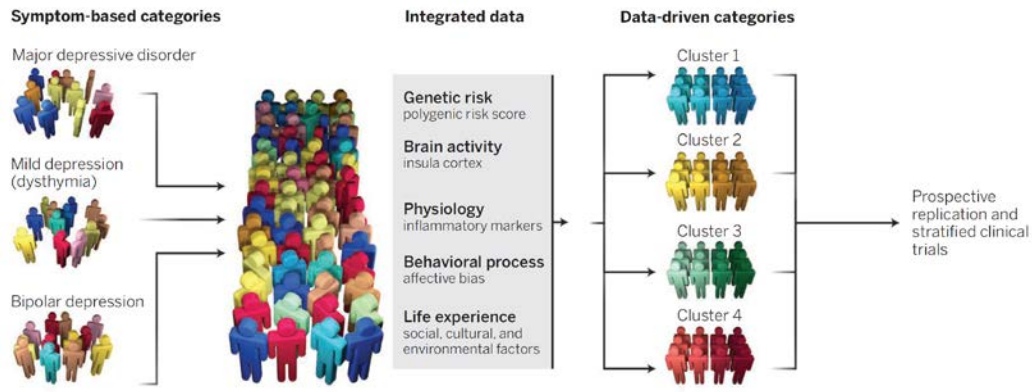 Symptom-based categories
Major depressive disorder
Mild depression
(dysthymia)
Bipolar depression
Integrated data
Genetic risk
polygenic risk score
Brain activity
insula cortex
Physiology
inflammatory markers
Behavioral process
affective bias
Life experience
social, cultural, and
environmental factors
Data-driven categories
Cluster 1
Cluster 2
Cluster 3
Cluster 4
Prospective
replication and
stratified clinical
trials